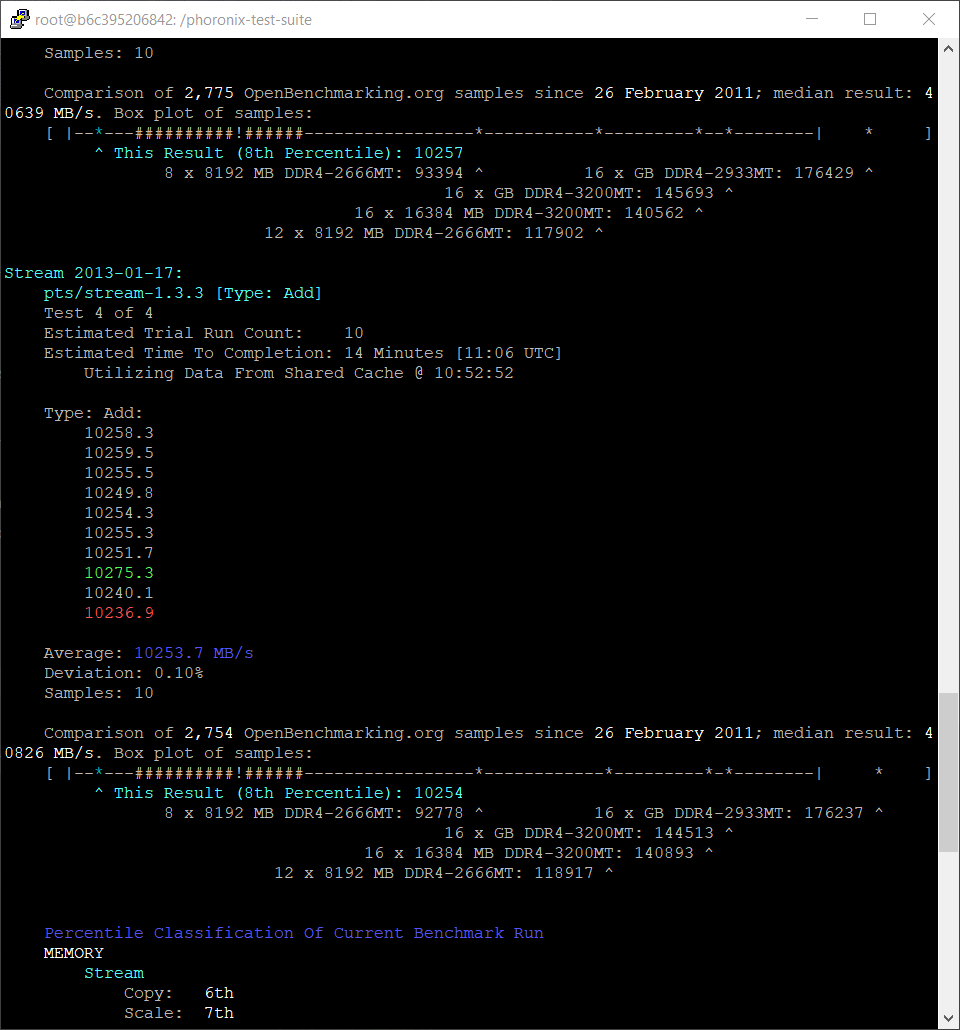 root@b6c395206842: /phoronix-test-suite
Samples: 10
Comparison of 2,775 OpenBenchmarking.org samples since 26 February 2011; median result: 4
0639 MB/s. Box plot of samples:
[ |--*---##########!######-----------------*-----------*---------*--*--------|    *     ]
^ This Result (8th Percentile): 10257
8 x 8192 MB DDR4-2666MT: 93394 ^          16 x GB DDR4-2933MT: 176429 ^
16 x GB DDR4-3200MT: 145693 ^
16 x 16384 MB DDR4-3200MT: 140562 ^
12 x 8192 MB DDR4-2666MT: 117902 ^
Stream 2013-01-17:
pts/stream-1.3.3 [Type: Add]
Test 4 of 4
Estimated Trial Run Count:    10
Estimated Time To Completion: 14 Minutes [11:06 UTC]
Utilizing Data From Shared Cache @ 10:52:52
Type: Add:
10258.3
10259.5
10255.5
10249.8
10254.3
10255.3
10251.7
10275.3
10240.1
10236.9
Average: 10253.7 MB/s
Deviation: 0.10%
Samples: 10
Comparison of 2,754 OpenBenchmarking.org samples since 26 February 2011; median result: 4
0826 MB/s. Box plot of samples:
[ |--*---##########!######-----------------*------------*---------*-*--------|     *    ]
^ This Result (8th Percentile): 10254
8 x 8192 MB DDR4-2666MT: 92778 ^           16 x GB DDR4-2933MT: 176237 ^
16 x GB DDR4-3200MT: 144513 ^
16 x 16384 MB DDR4-3200MT: 140893 ^
12 x 8192 MB DDR4-2666MT: 118917 ^
Percentile Classification Of Current Benchmark Run
MEMORY
Stream
Copy:   6th
Scale:  7th